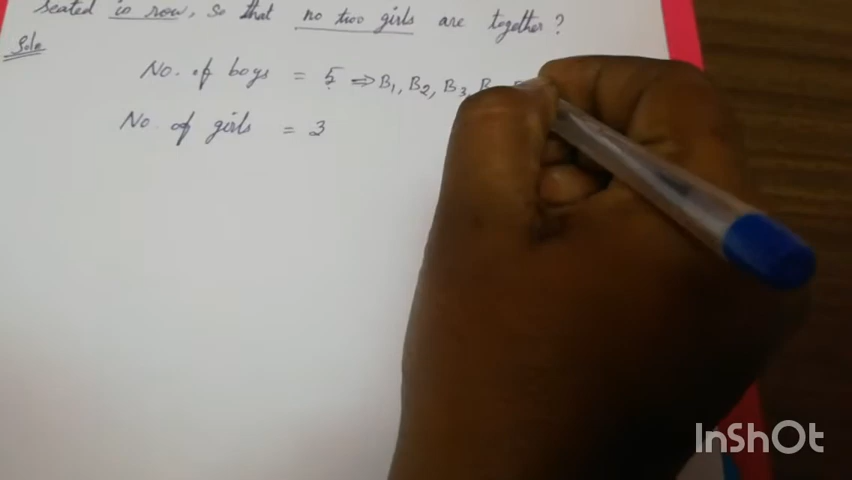 seated in row, so that no two girls are together?
Soln
No. of boys = 5 ⇒ B1, B2, B3, B
No. of girls = 3
InShOt